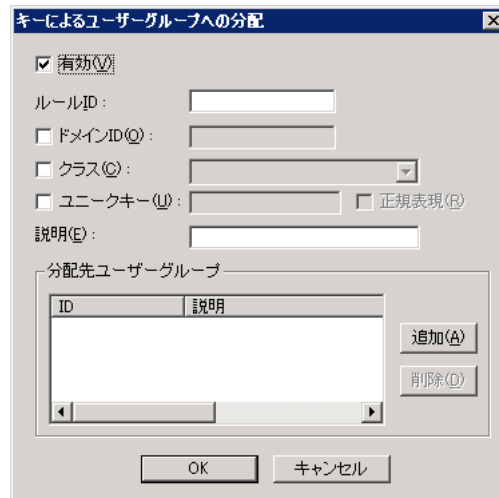 キーによるユーザーグループへの分配
有効(V)
ルールID :
ドメインID(O) :
クラス(C) :
ユニークキー(U) : 正規表現(R)
説明(E) :
分配先ユーザーグループ
ID 説明
追加(A)
削除(D)
OK キャンセル